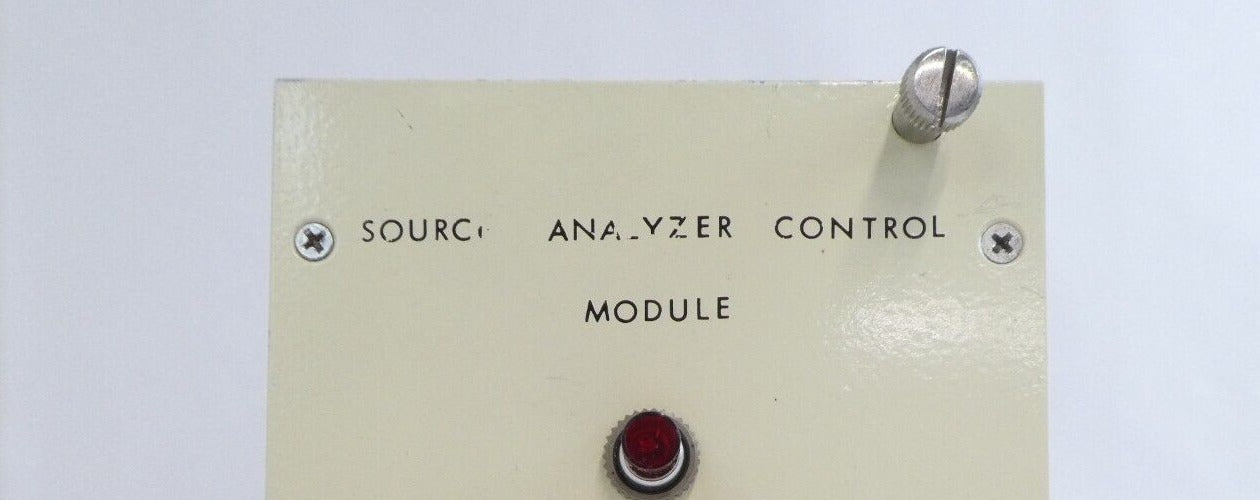 SOURCE ANALYZER CONTROL
MODULE